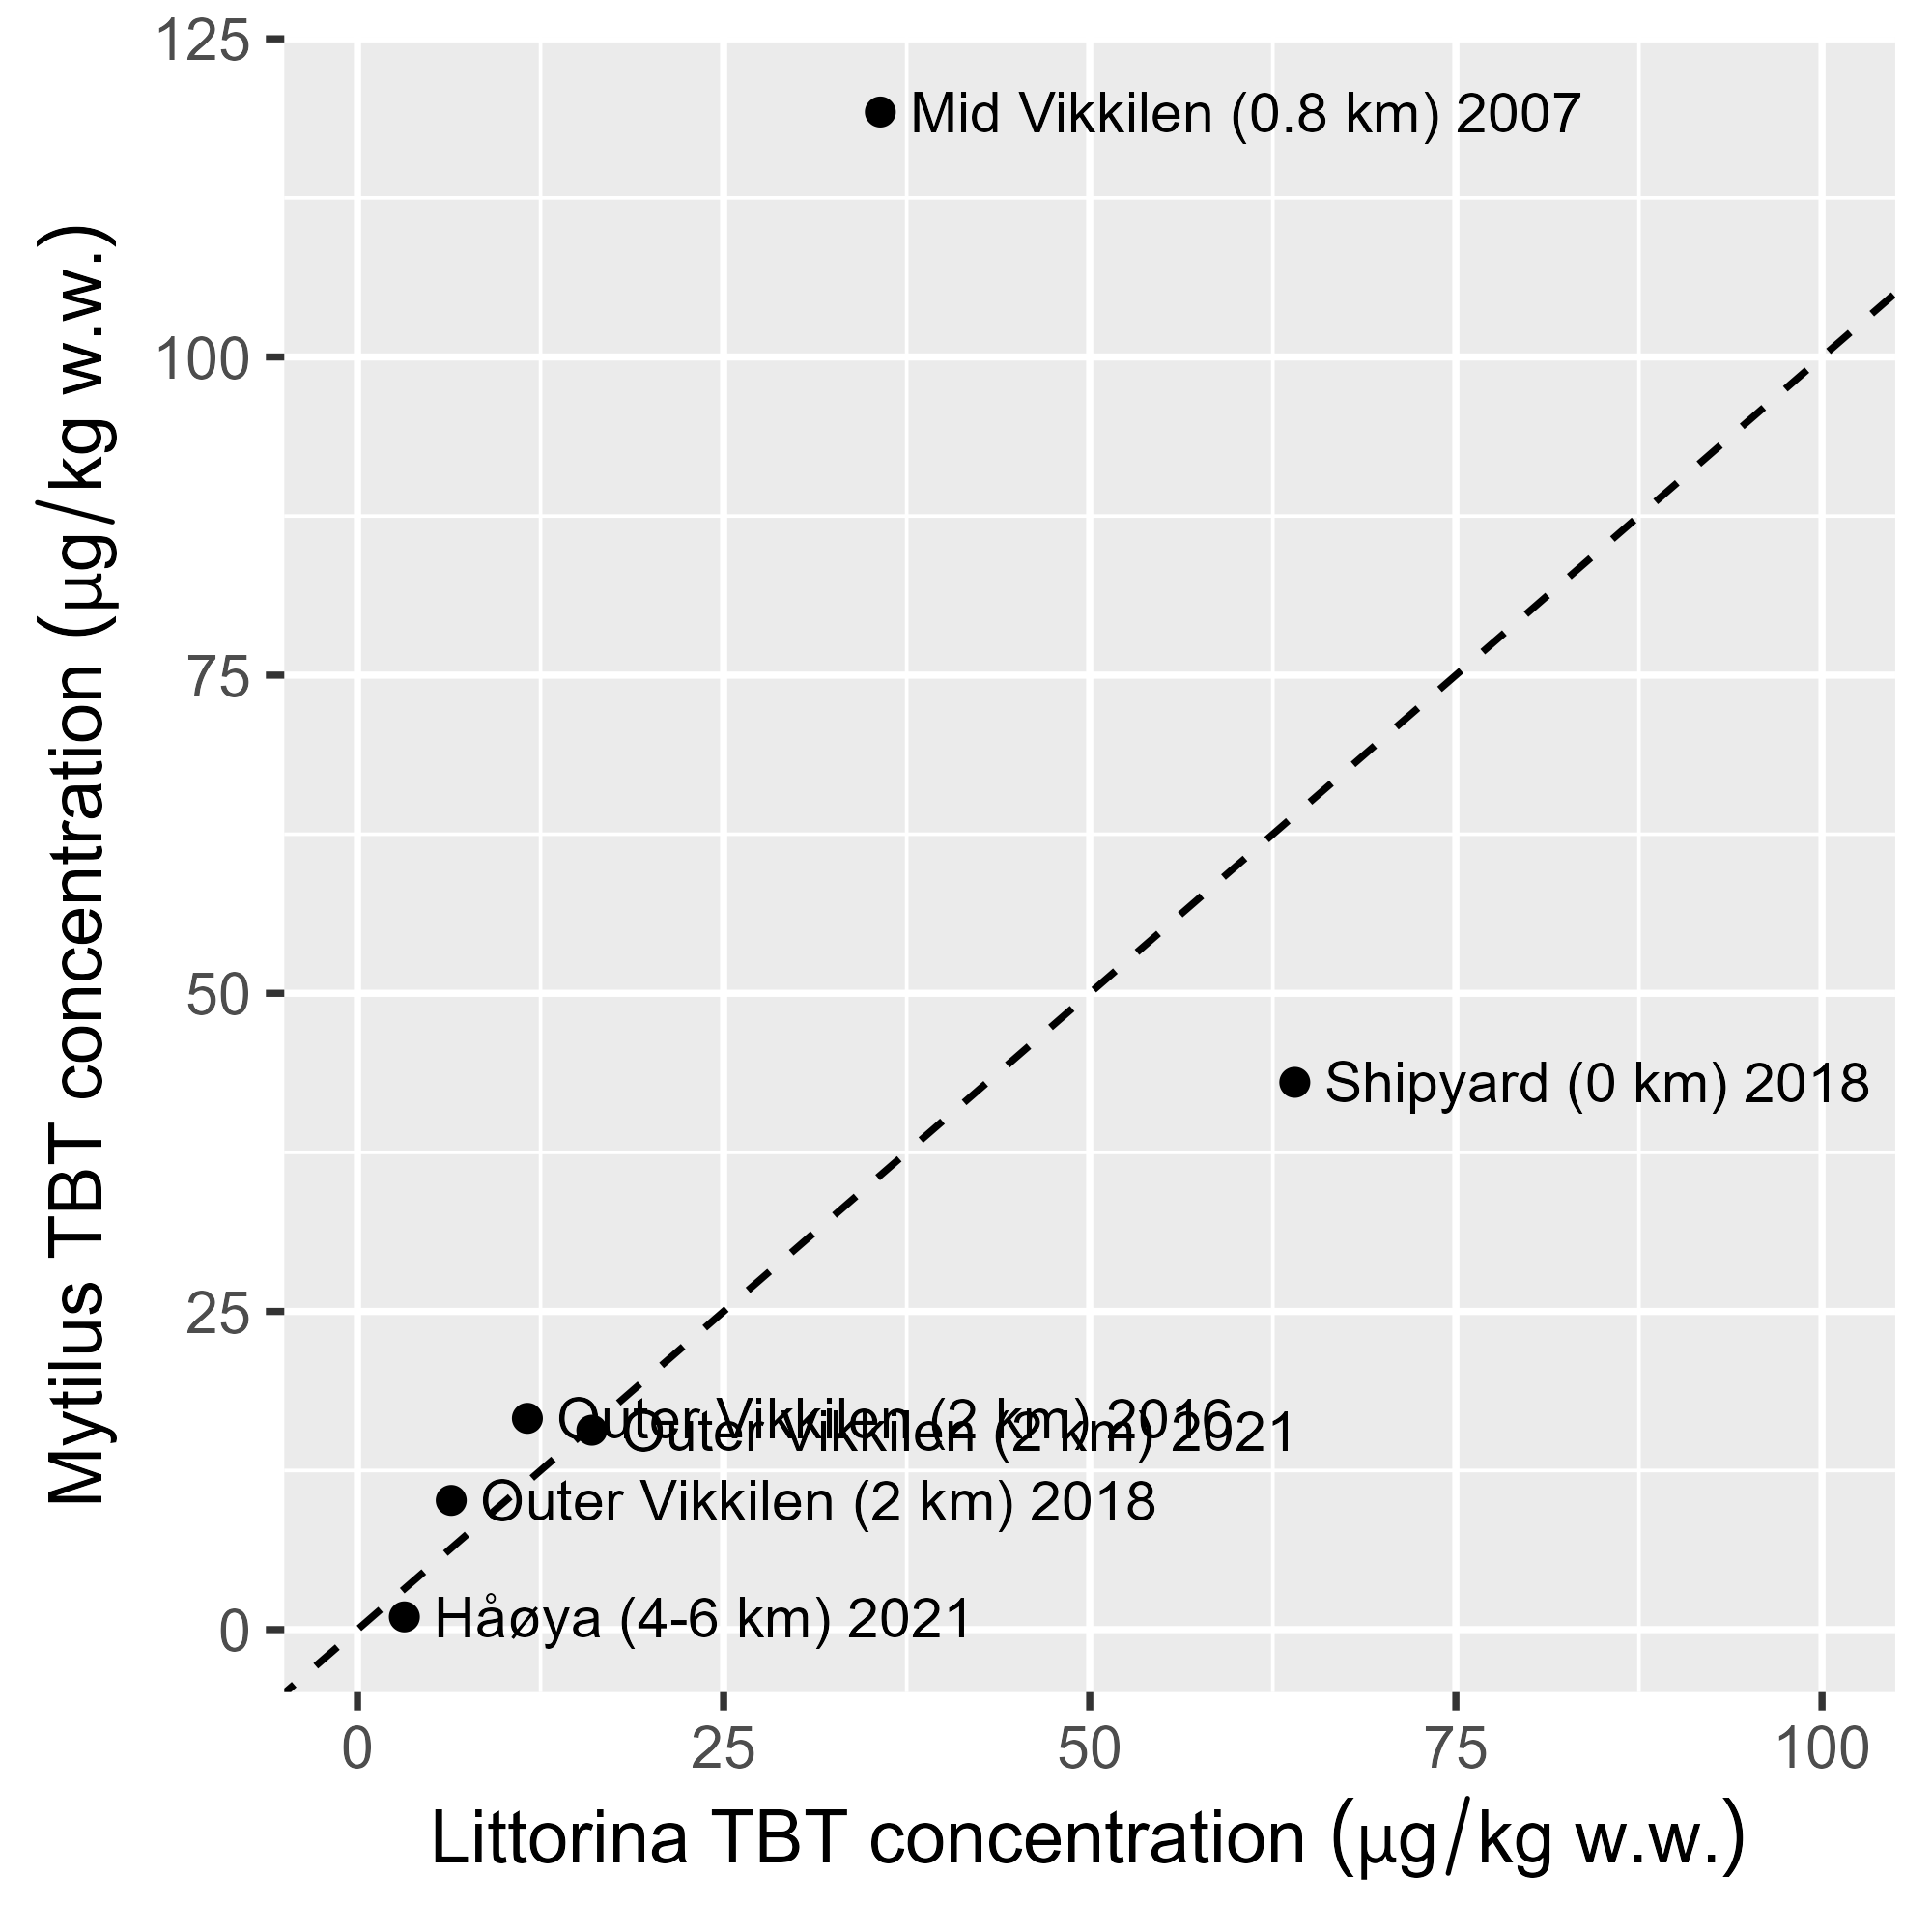 125
100
75
50
25
0
Mytilus TBT concentration (µg/kg w.w.)
Mid Vikkilen (0.8 km) 2007
Shipyard (0 km) 2018
Outer Vikkilen (2 km) 2016
Outer Vikkilen (2 km) 2021
Outer Vikkilen (2 km) 2018
Håøya (4-6 km) 2021
0 25 50 75 100
Littorina TBT concentration (µg/kg w.w.)